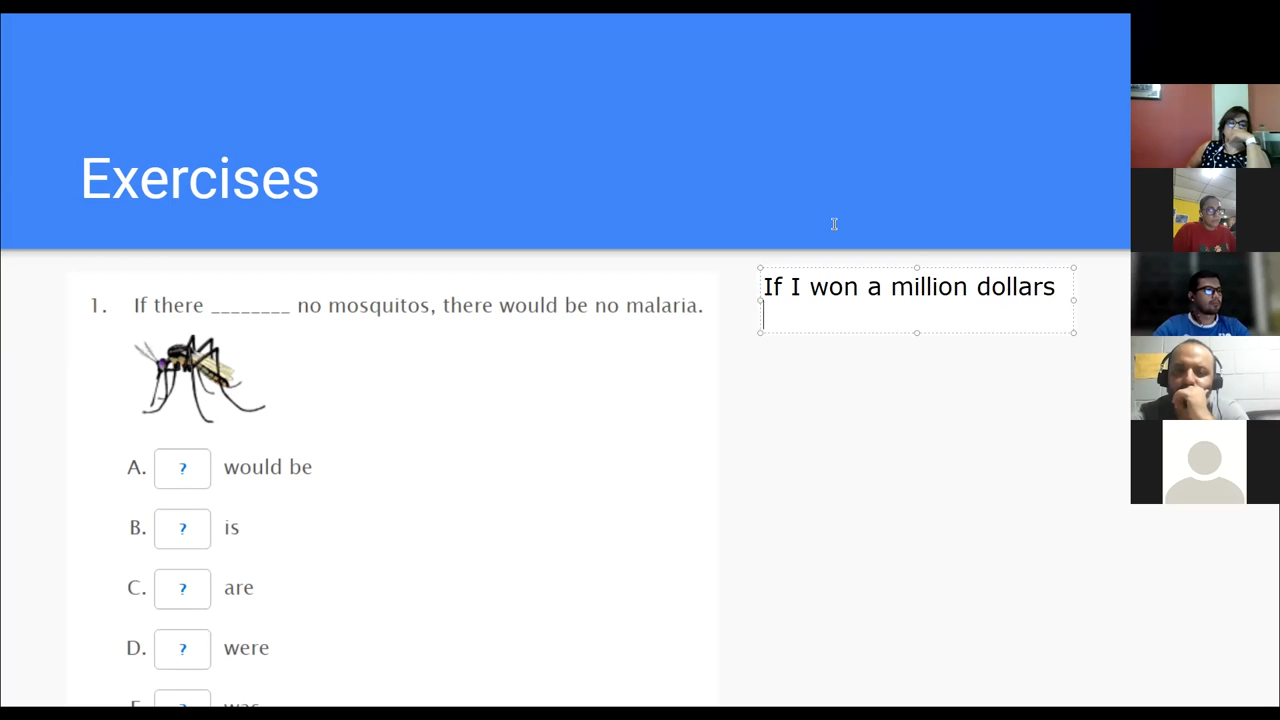 Exercises
If I won a million dollars
1. If there ________ no mosquitos, there would be no malaria.
A. ? would be
B. ? is
C. ? are
D. ? were